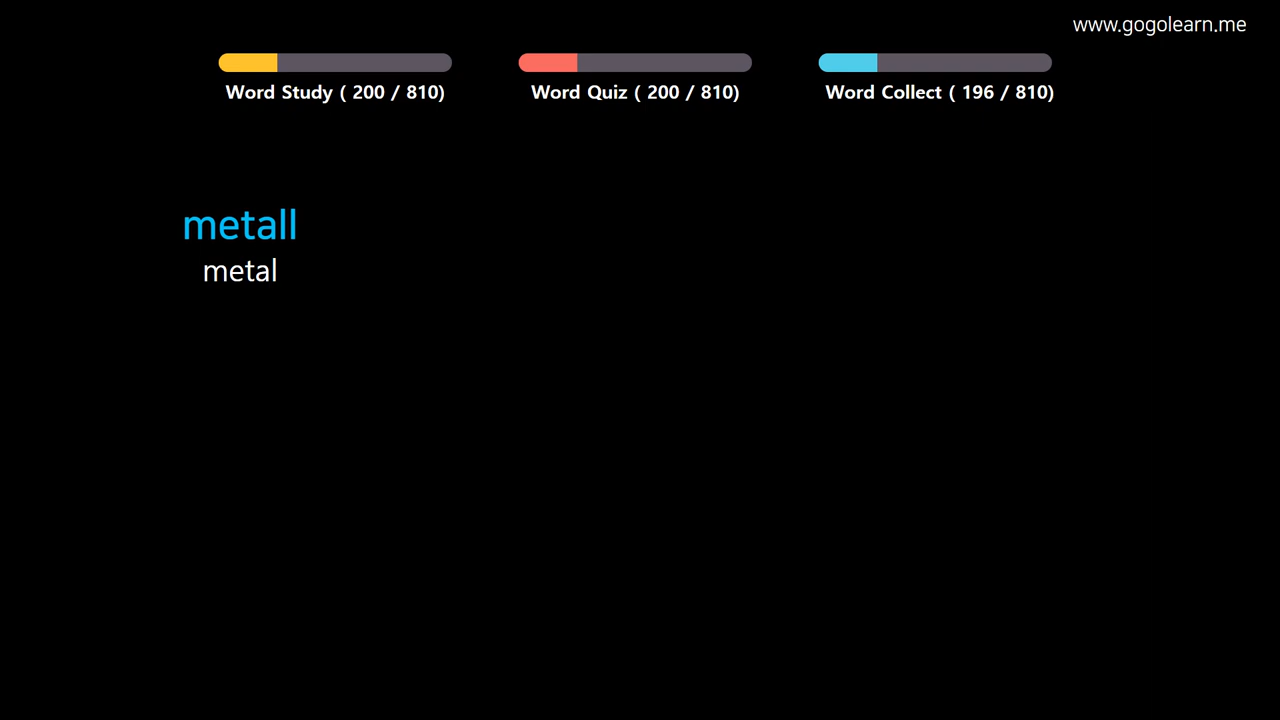 www.gogolearn.me
Word Study ( 200 / 810)
Word Quiz ( 200 / 810)
Word Collect ( 196 / 810)
metall
metal